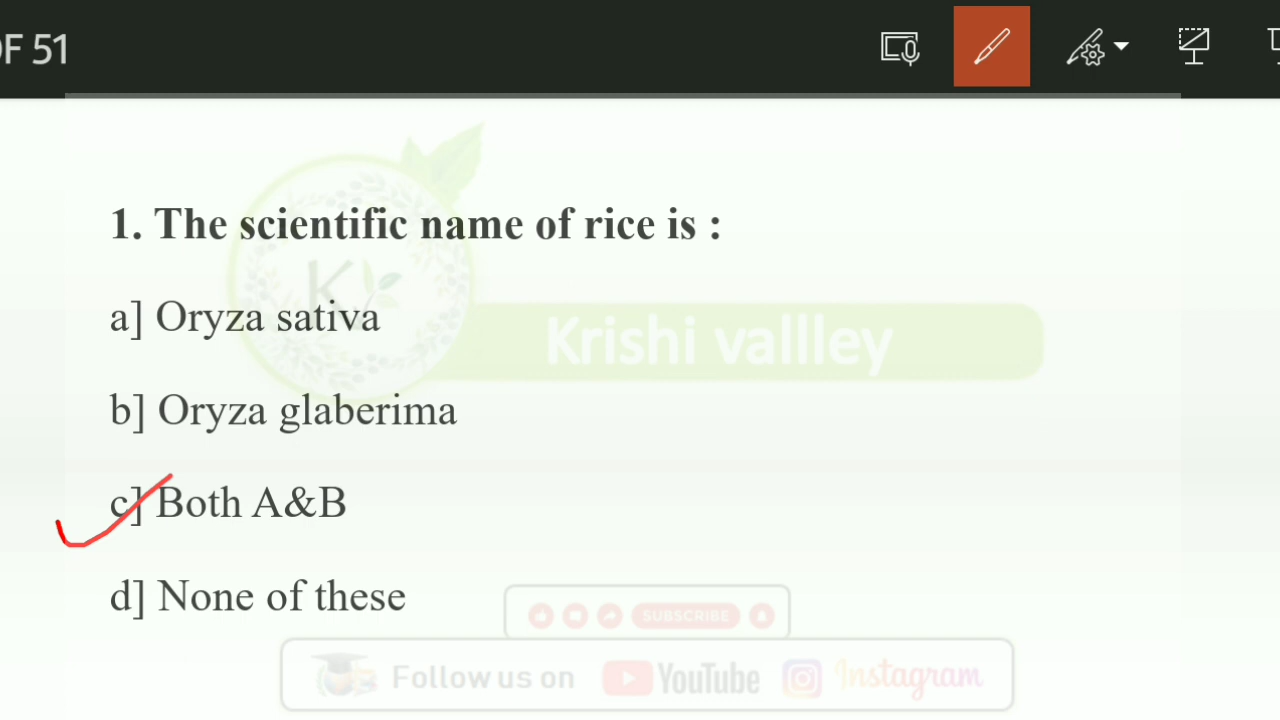 OF 51
1. The scientific name of rice is :
Krishi vallley
a] Oryza sativa
b] Oryza glaberima
c] Both A&B
d] None of these
SUBSCRIBE
Follow us on YouTube Instagram